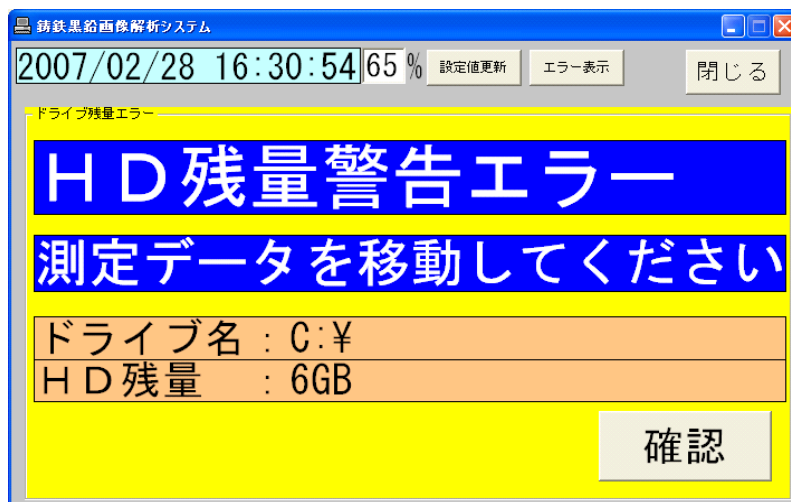 鋳鉄黒鉛画像解析システム
2007/02/28 16:30:54 65 % 設定値更新 エラー表示 閉じる
ドライブ残量エラー
ＨＤ残量警告エラー
測定データを移動してください
ドライブ名 : C:¥
ＨＤ残量 : 6GB
確認